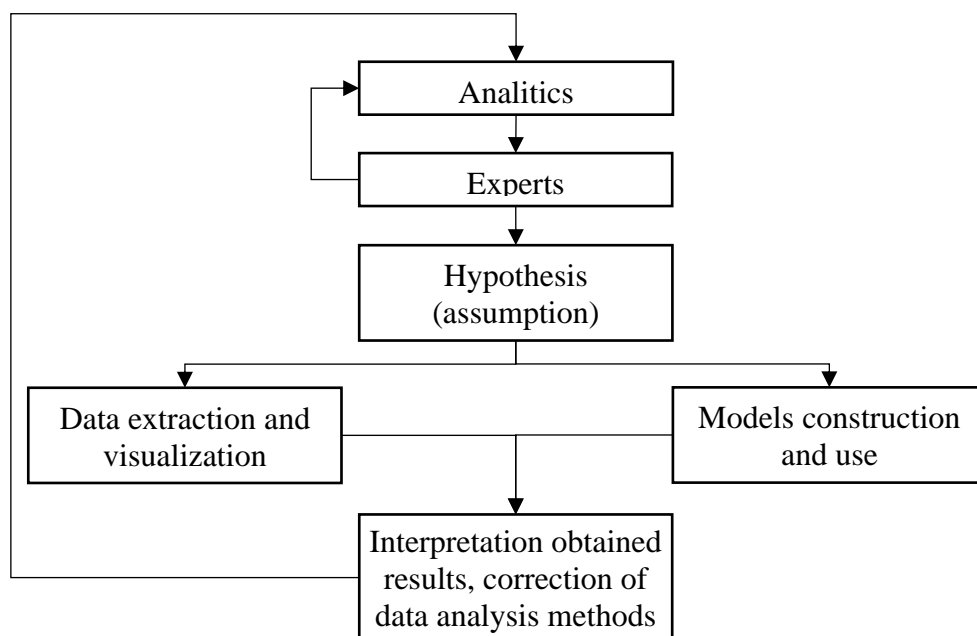 Analitics
Experts
Hypothesis
(assumption)
Data extraction and
visualization
Models construction
and use
Interpretation obtained
results, correction of
data analysis methods